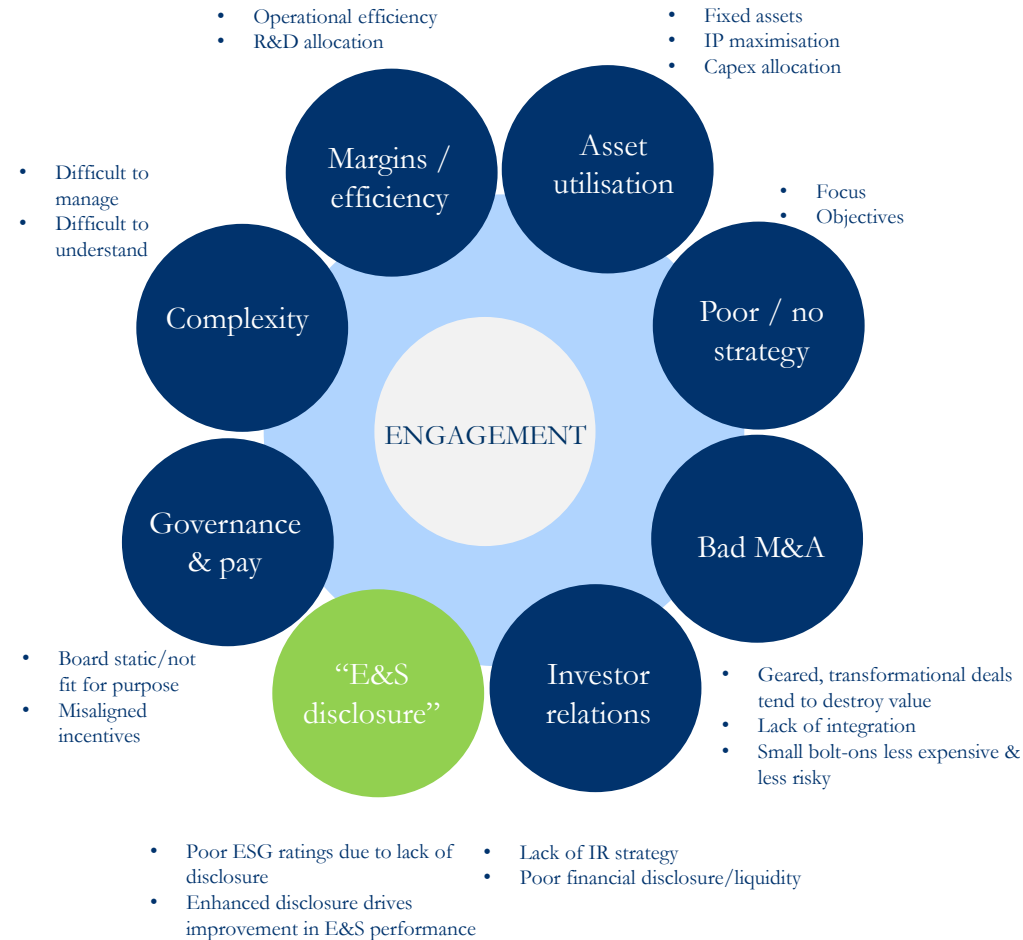 • Operational efficiency
• R&D allocation
• Fixed assets
• IP maximisation
• Capex allocation
Margins /
efficiency
Asset
utilisation
• Difficult to
manage
• Difficult to
understand
• Focus
• Objectives
Complexity
Poor / no
strategy
ENGAGEMENT
Governance
& pay
Bad M&A
• Board static/not
fit for purpose
• Misaligned
incentives
“E&S
disclosure”
Investor
relations
• Geared, transformational deals
tend to destroy value
• Lack of integration
• Small bolt-ons less expensive &
less risky
• Poor ESG ratings due to lack of
disclosure
• Enhanced disclosure drives
improvement in E&S performance
• Lack of IR strategy
• Poor financial disclosure/liquidity